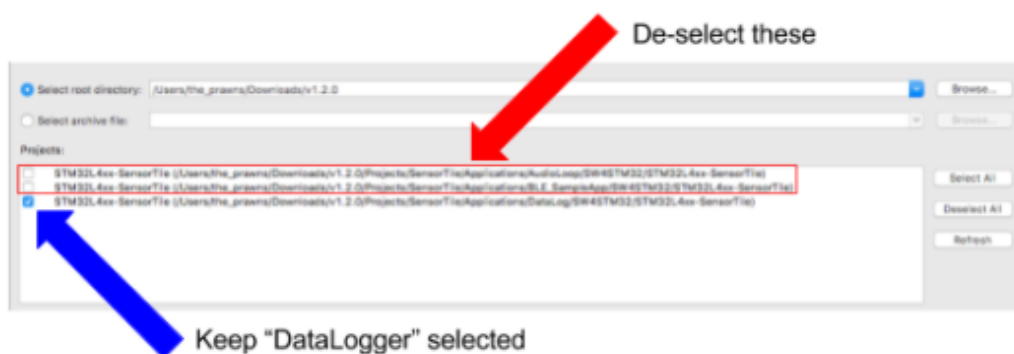 De-select these
Select root directory: /Users/the_prawns/Downloads/v1.2.0 Browse...
Select archive file: Browse...
Projects:
STM32L4xx-SensorTile (/Users/the_prawns/Downloads/v1.2.0/Projects/SensorTile/Applications/AudioLoop/SW4STM32/STM32L4xx-SensorTile)
STM32L4xx-SensorTile (/Users/the_prawns/Downloads/v1.2.0/Projects/SensorTile/Applications/BLE_SampleApp/SW4STM32/STM32L4xx-SensorTile)
STM32L4xx-SensorTile (/Users/the_prawns/Downloads/v1.2.0/Projects/SensorTile/Applications/DataLog/SW4STM32/STM32L4xx-SensorTile)
Select All
Deselect All
Refresh
Keep “DataLogger” selected